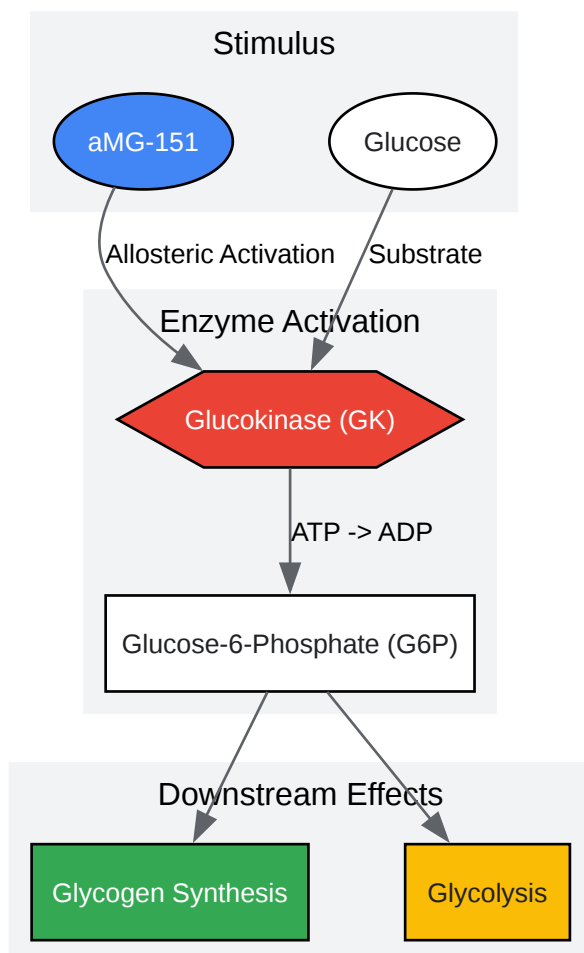 Stimulus
aMG-151
Glucose
Allosteric Activation
Substrate
Enzyme Activation
Glucokinase (GK)
ATP -> ADP
Glucose-6-Phosphate (G6P)
Downstream Effects
Glycogen Synthesis
Glycolysis